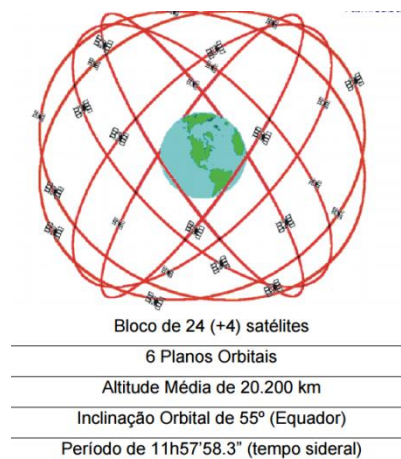 Bloco de 24 (+4) satélites
6 Planos Orbitais
Altitude Média de 20.200 km
Inclinação Orbital de 55º (Equador)
Período de 11h57'58.3" (tempo sideral)